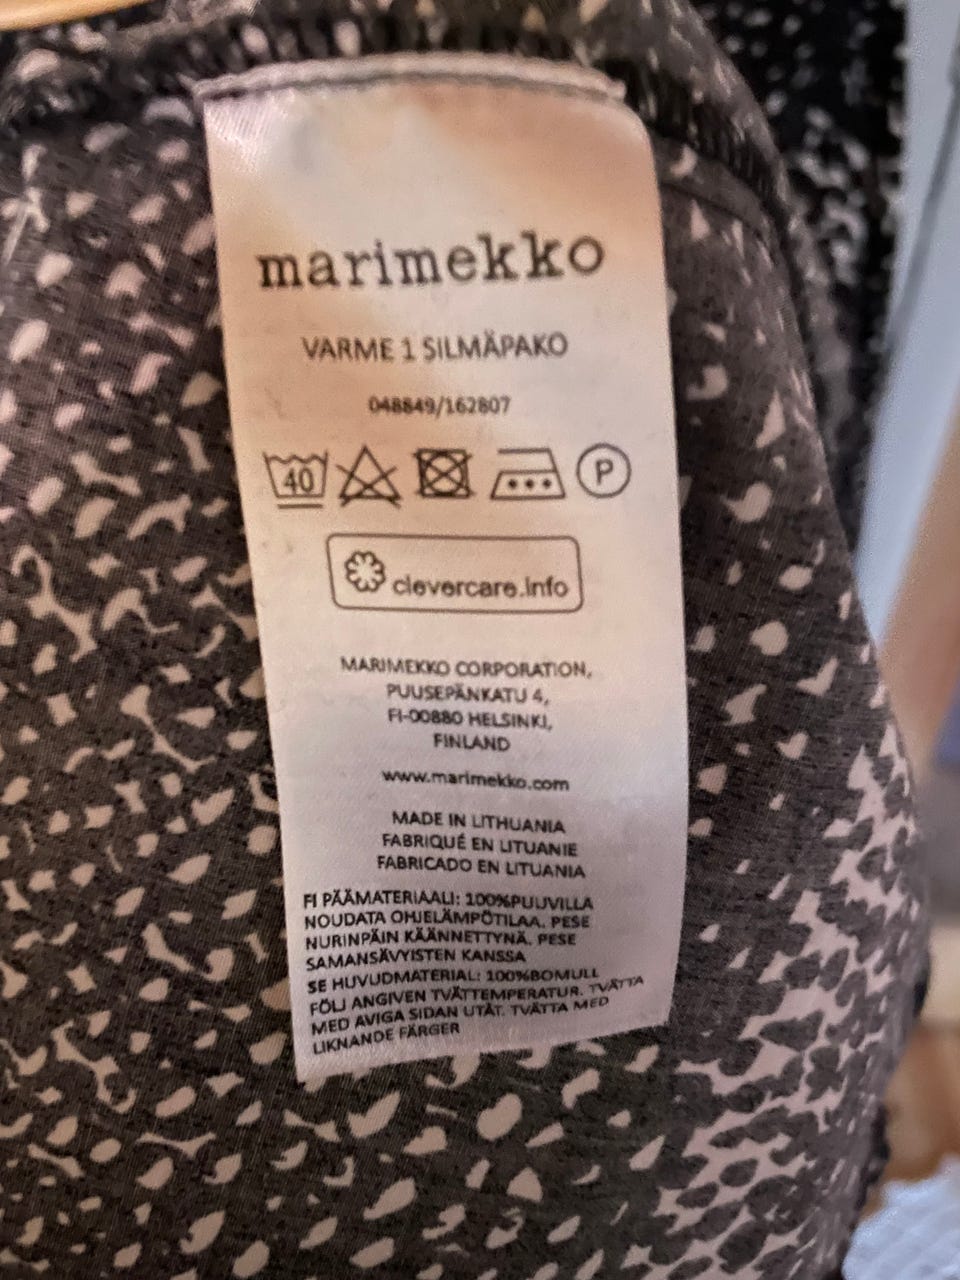 marimekko
VARME 1 SILMÄPAKO
048849/162807
40 P
clevercare.info
MARIMEKKO CORPORATION,
PUUSEPÄNKATU 4,
FI-00880 HELSINKI,
FINLAND
www.marimekko.com
MADE IN LITHUANIA
FABRIQUÉ EN LITUANIE
FABRICADO EN LITUANIA
FI PÄÄMATERIAALI: 100%PUUVILLA
NOUDATA OHJELÄMPÖTILAA. PESE
NURINPÄIN KÄÄNNETTYNÄ. PESE
SAMANSÄVYISTEN KANSSA
SE HUVUDMATERIAL: 100%BOMULL
FÖLJ ANGIVEN TVÄTTEMPERATUR. TVÄTTA
MED AVIGA SIDAN UTÅT. TVÄTTA MED
LIKNANDE FÄRGER